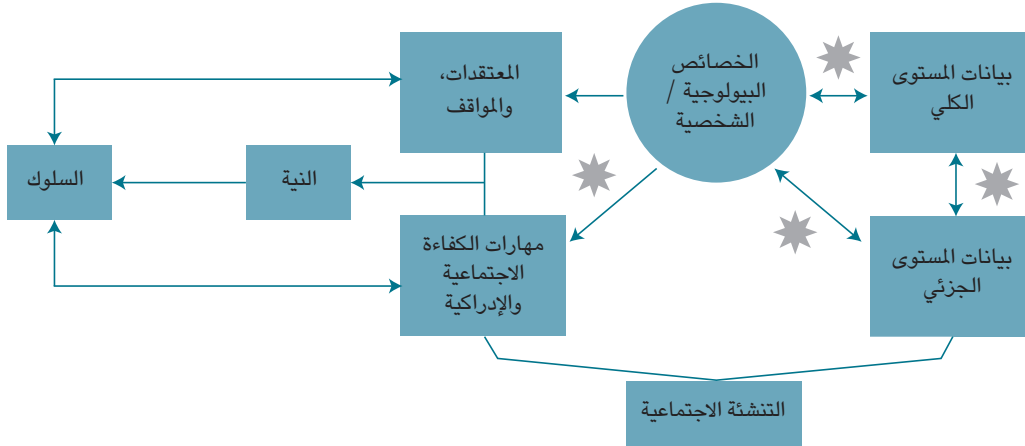 بيانات المستوى
الكلي
الخصائص
البيولوجية /
الشخصية
المعتقدات،
والمواقف
النية
السلوك
بيانات المستوى
الجزئي
مهارات الكفاءة
الاجتماعية
والإدراكية
التنشئة الاجتماعية